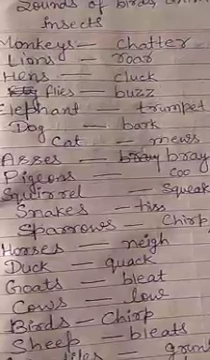 Sounds of birds
Insects
Monkeys — chatter
Lions — roar
Hens — cluck
flies — buzz
Elephant — trumpet
Dog — bark
Cat — mews
Asses — bray
Pigeons — coo
Squirrel — Squeak
Snakes — hiss
Sparrows — Chirp
Horses — neigh
Duck — quack
Goats — bleat
Cows — low
Birds — Chirp
Sheep — bleats